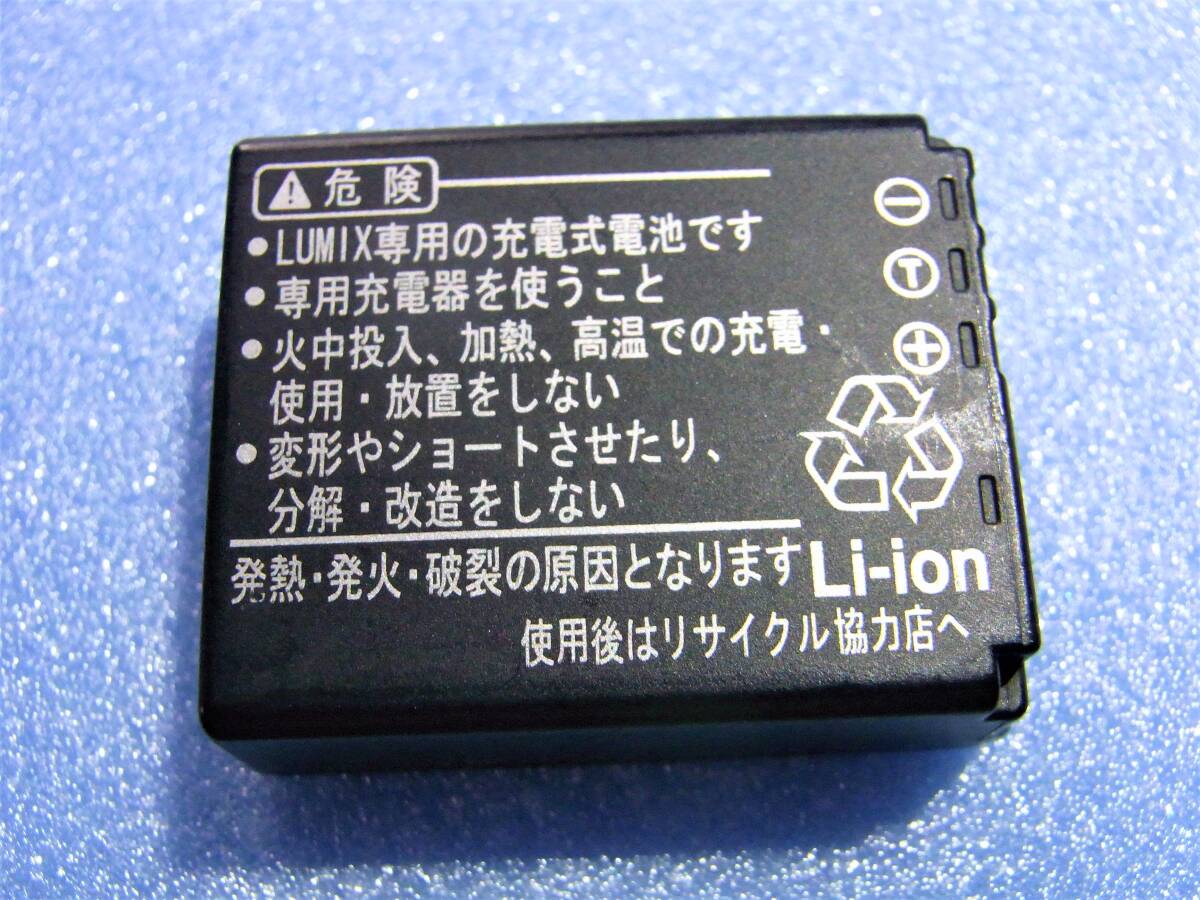 ⚠危険
●LUMIX専用の充電式電池です
●専用充電器を使うこと
●火中投入、加熱、高温での充電・
使用・放置をしない
●変形やショートさせたり、
分解・改造をしない
発熱・発火・破裂の原因となります
Li-ion
使用後はリサイクル協力店へ
−
T
+